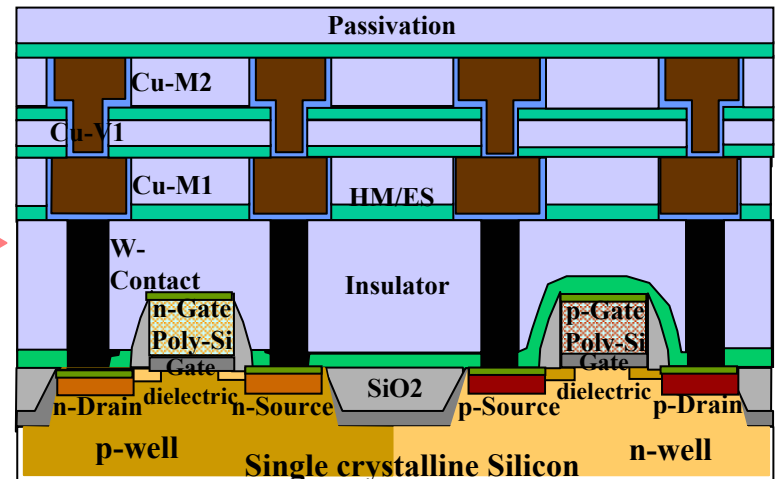 Passivation
Cu-M2
Cu-V1
Cu-M1
HM/ES
W-
Contact
Insulator
n-Gate
Poly-Si
p-Gate
Poly-Si
Gate
dielectric
Gate
dielectric
SiO2
n-Drain
n-Source
p-Source
p-Drain
p-well
n-well
Single crystalline Silicon